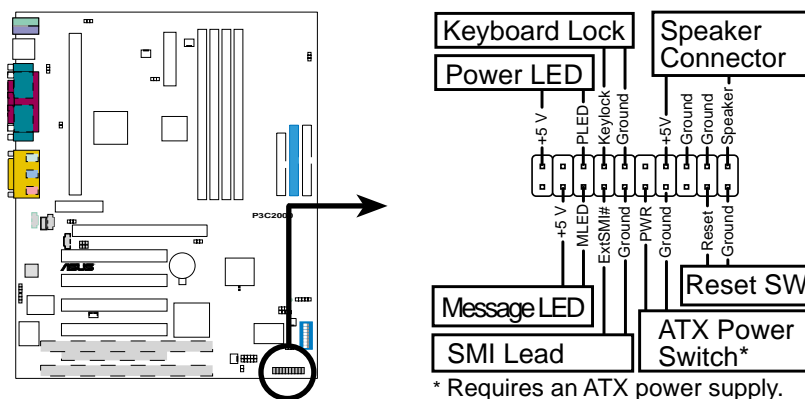 Keyboard Lock
Power LED
Speaker
Connector
+5 V
PLED
Keylock
Ground
+5V
Ground
Ground
Speaker
+5 V
MLED
ExtSMI#
Ground
PWR
Ground
Reset
Ground
Message LED
SMI Lead
Reset SW
ATX Power
Switch*
* Requires an ATX power supply.
P3C2000
ASUS